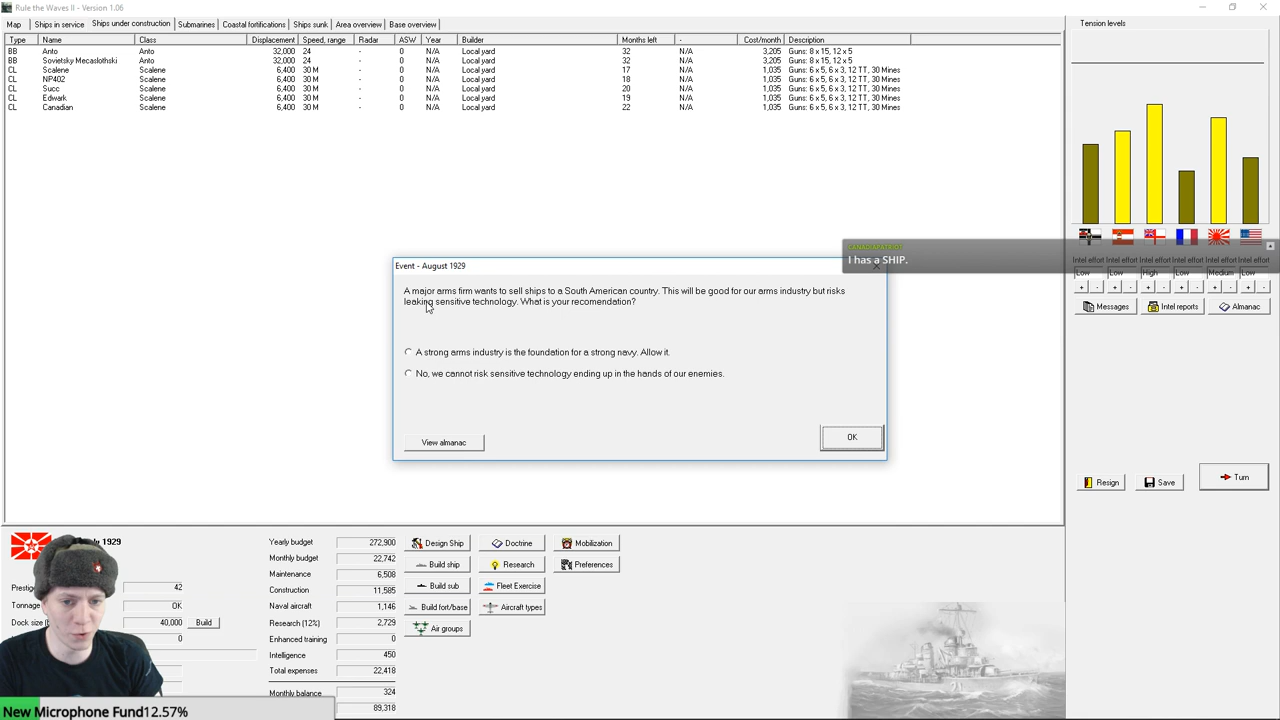 Rule the Waves II - Version 1.06
Map Ships in service Ships under construction Submarines Coastal fortifications Ships sunk Area overview Base overview
Type Name Class Displacement Speed, range Radar ASW Year Builder Months left - Cost/month Description
BB Anto Anto 32,000 24 - 0 N/A Local yard 32 N/A 3,205 Guns: 8 x 15, 12 x 5
BB Sovietsky Mecaslothski Anto 32,000 24 - 0 N/A Local yard 32 N/A 3,205 Guns: 8 x 15, 12 x 5
CL Scalene Scalene 6,400 30 M - 0 N/A Local yard 17 N/A 1,035 Guns: 6 x 5, 6 x 3, 12 TT, 30 Mines
CL NP402 Scalene 6,400 30 M - 0 N/A Local yard 18 N/A 1,035 Guns: 6 x 5, 6 x 3, 12 TT, 30 Mines
CL Succ Scalene 6,400 30 M - 0 N/A Local yard 20 N/A 1,035 Guns: 6 x 5, 6 x 3, 12 TT, 30 Mines
CL Edwark Scalene 6,400 30 M - 0 N/A Local yard 19 N/A 1,035 Guns: 6 x 5, 6 x 3, 12 TT, 30 Mines
CL Canadian Scalene 6,400 30 M - 0 N/A Local yard 22 N/A 1,035 Guns: 6 x 5, 6 x 3, 12 TT, 30 Mines
Tension levels
CANADIANPATRIOT
I has a SHIP.
Intel effort Intel effort Intel effort Intel effort Intel effort Intel effort
Low Low High Low Medium Low
+ - + - + - + - + - + -
Messages Intel reports Almanac
Event - August 1929
A major arms firm wants to sell ships to a South American country. This will be good for our arms industry but risks
leaking sensitive technology. What is your recomendation?
A strong arms industry is the foundation for a strong navy. Allow it.
No, we cannot risk sensitive technology ending up in the hands of our enemies.
View almanac OK
Resign Save Turn
1929
Prestige 42
Tonnage OK
Dock size 40,000 Build
0
Yearly budget 272,900
Monthly budget 22,742
Maintenance 6,508
Construction 11,585
Naval aircraft 1,146
Research (12%) 2,729
Enhanced training 0
Intelligence 450
Total expenses 22,418
Monthly balance 324
89,318
Design Ship Doctrine Mobilization
Build ship Research Preferences
Build sub Fleet Exercise
Build fort/base Aircraft types
Air groups
New Microphone Fund 12.57%